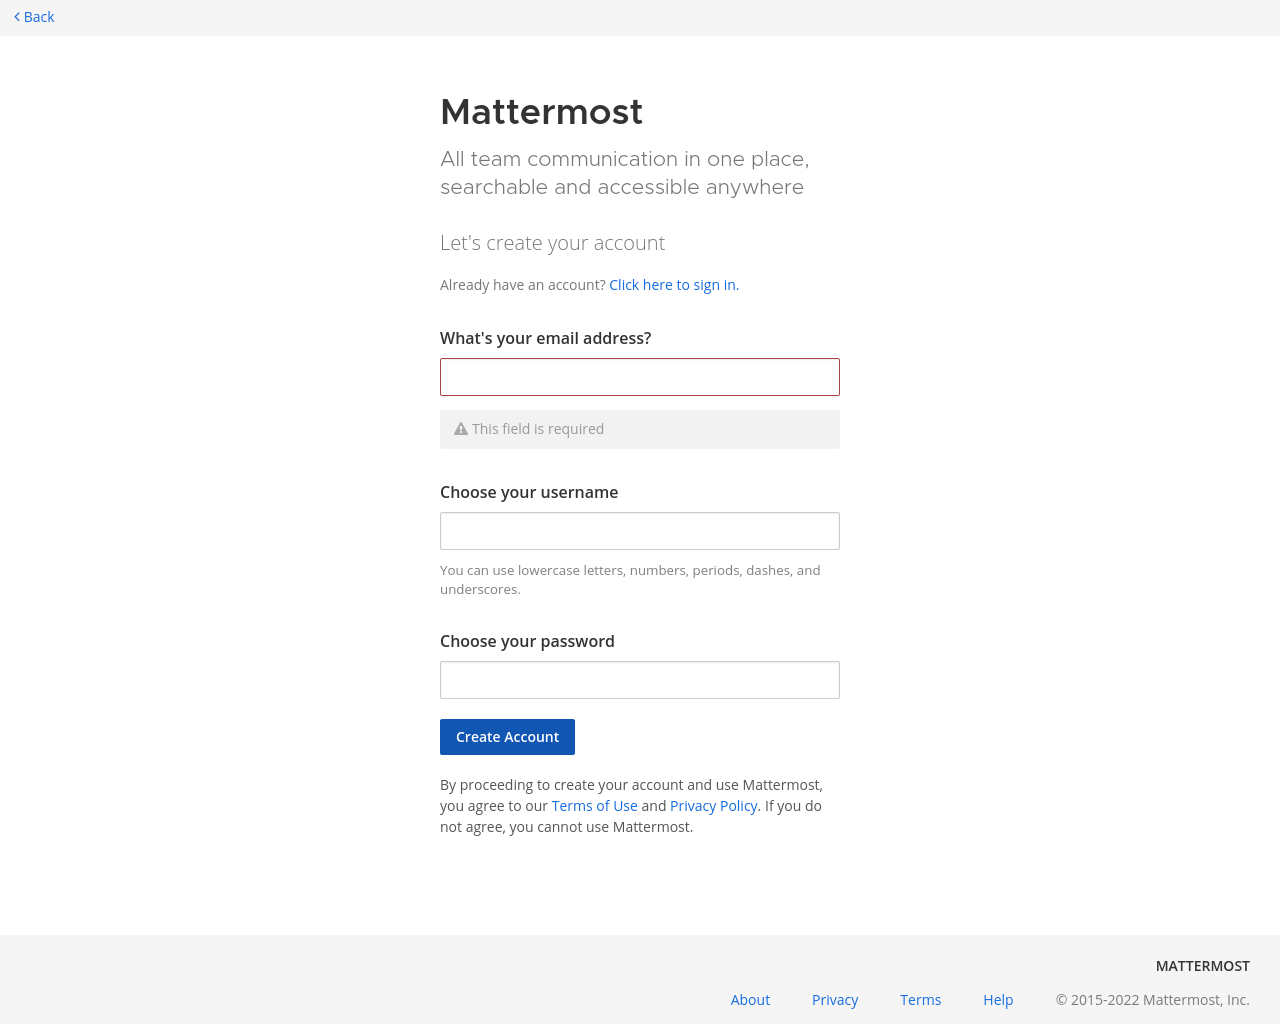 Back
Mattermost
All team communication in one place,
searchable and accessible anywhere
Let's create your account
Already have an account? Click here to sign in.
What's your email address?
This field is required
Choose your username
You can use lowercase letters, numbers, periods, dashes, and
underscores.
Choose your password
Create Account
By proceeding to create your account and use Mattermost,
you agree to our Terms of Use and Privacy Policy. If you do
not agree, you cannot use Mattermost.
MATTERMOST
About Privacy Terms Help © 2015-2022 Mattermost, Inc.